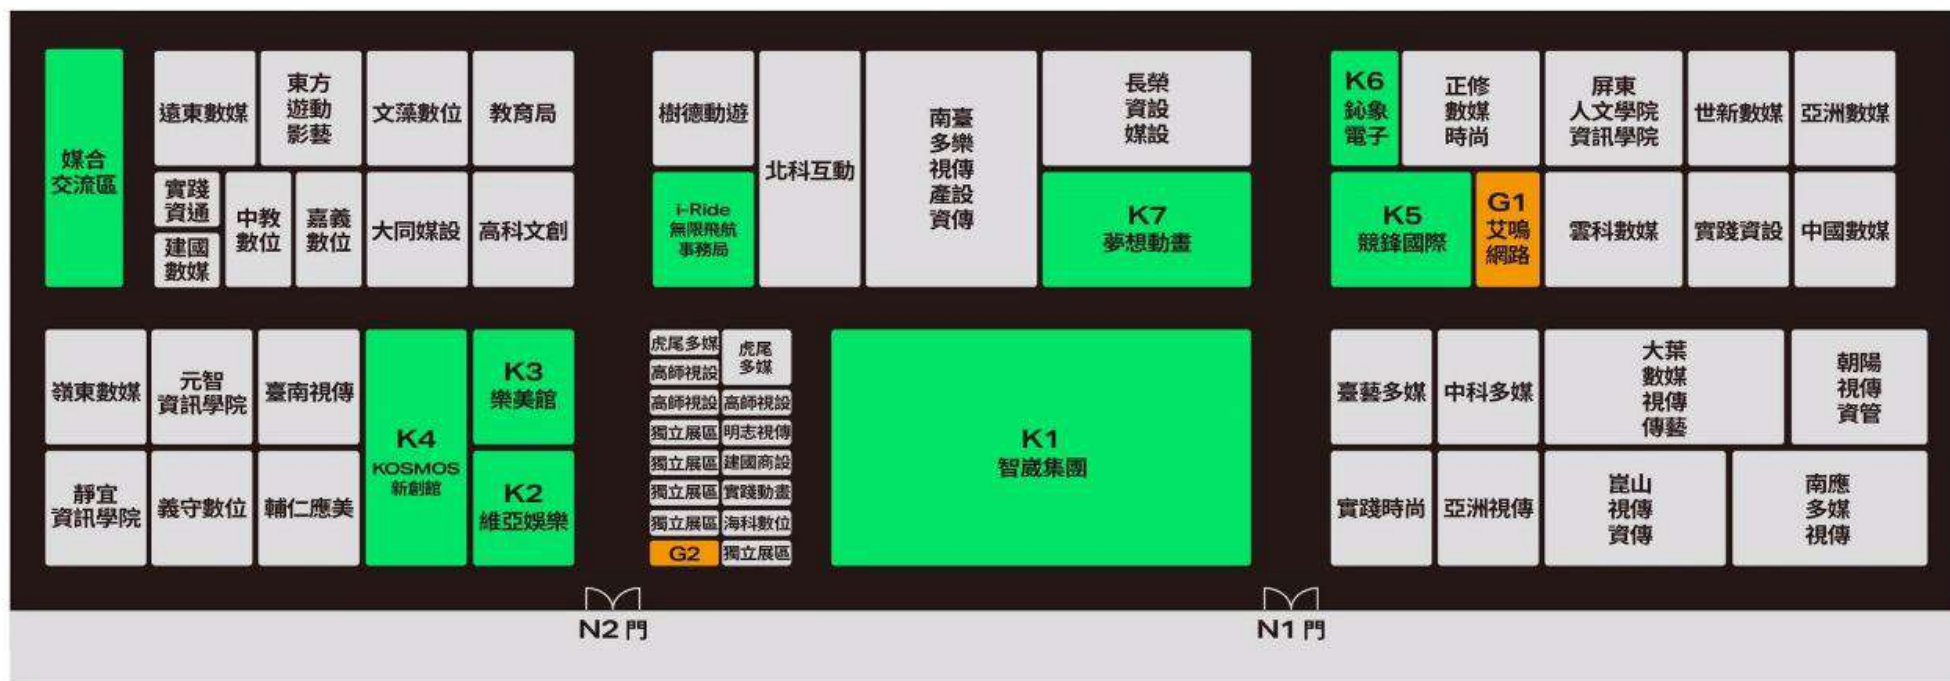 媒合
交流區
遠東數媒
東方
遊動
影藝
文藻數位
教育局
實踐
資通
建國
數媒
中教
數位
嘉義
數位
大同媒設
高科文創
樹德動遊
i-Ride
無限飛航
事務局
北科互動
南臺
多樂
視傳
產設
資傳
長榮
資設
媒設
K7
夢想動畫
K6
鈊象
電子
正修
數媒
時尚
屏東
人文學院
資訊學院
世新數媒
亞洲數媒
K5
競鋒國際
G1
艾鳴
網路
雲科數媒
實踐資設
中國數媒
嶺東數媒
元智
資訊學院
臺南視傳
靜宜
資訊學院
義守數位
輔仁應美
K4
KOSMOS
新創館
K3
樂美館
K2
維亞娛樂
虎尾多媒
虎尾
多媒
高師視設
高師視設
高師視設
獨立展區
明志視傳
獨立展區
建國商設
獨立展區
實踐動畫
獨立展區
海科數位
G2
獨立展區
K1
智崴集團
臺藝多媒
中科多媒
大葉
數媒
視傳
傳藝
朝陽
視傳
資管
實踐時尚
亞洲視傳
崑山
視傳
資傳
南應
多媒
視傳
N2 門
N1 門